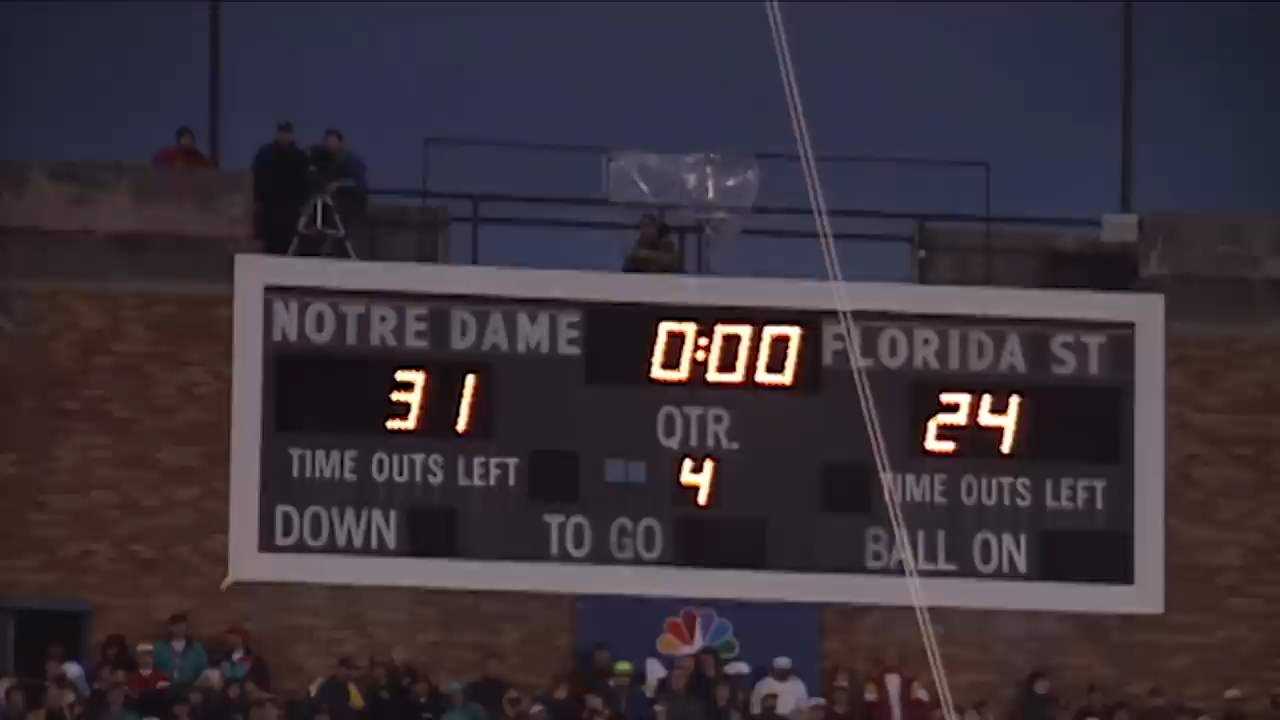 NOTRE DAME 0:00 FLORIDA ST
31 QTR. 24
TIME OUTS LEFT 4 TIME OUTS LEFT
DOWN TO GO BALL ON